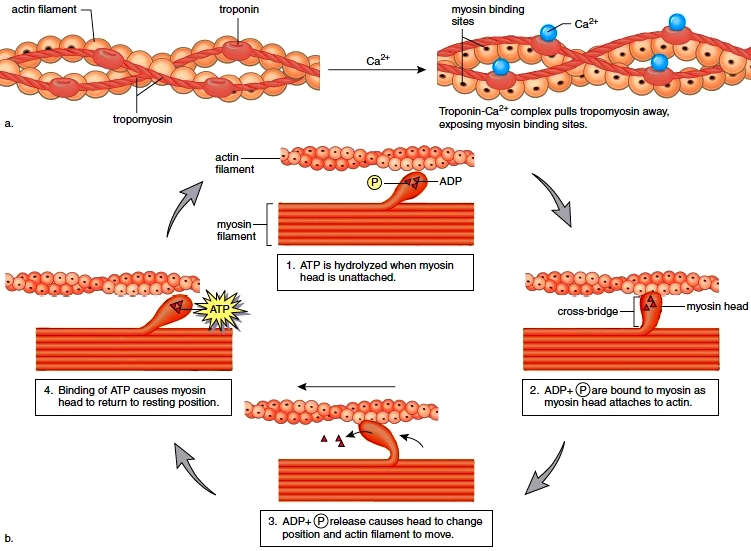 actin filament
troponin
tropomyosin
a.
Ca2+
myosin binding
sites
Ca2+
Troponin-Ca2+ complex pulls tropomyosin away,
exposing myosin binding sites.
actin
filament
P
ADP
myosin
filament
1. ATP is hydrolyzed when myosin
head is unattached.
cross-bridge
myosin head
2. ADP+ P are bound to myosin as
myosin head attaches to actin.
3. ADP+ P release causes head to change
position and actin filament to move.
ATP
4. Binding of ATP causes myosin
head to return to resting position.
b.